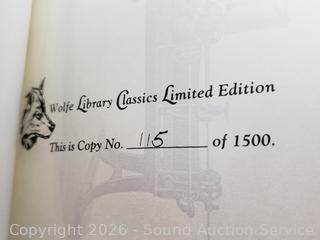 Wolfe Library Classics Limited Edition
This is Copy No. 115 of 1500.
Copyright 2026 - Sound Auction Service